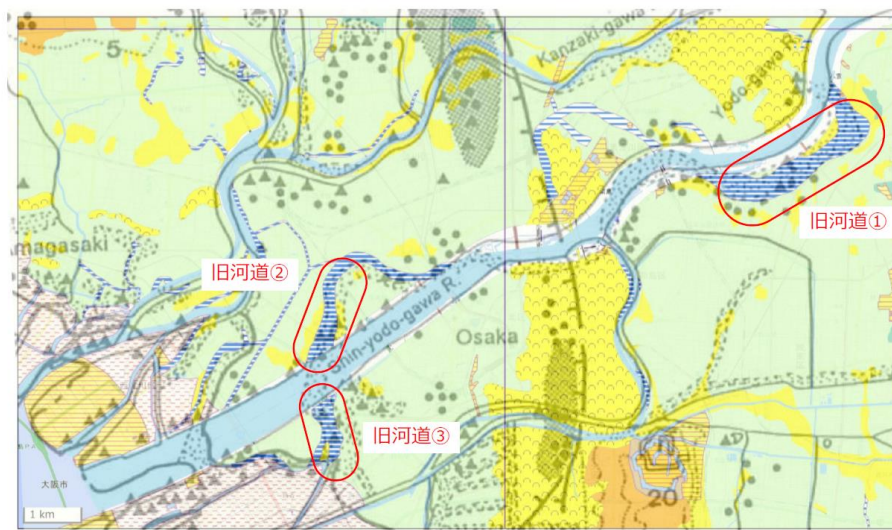 5
Kanzaki-gawa R.
Yodo-gawa R.
旧河道①
magasaki
旧河道②
Shin-yodo-gawa R.
Osaka
旧河道③
大阪市
20
1 km